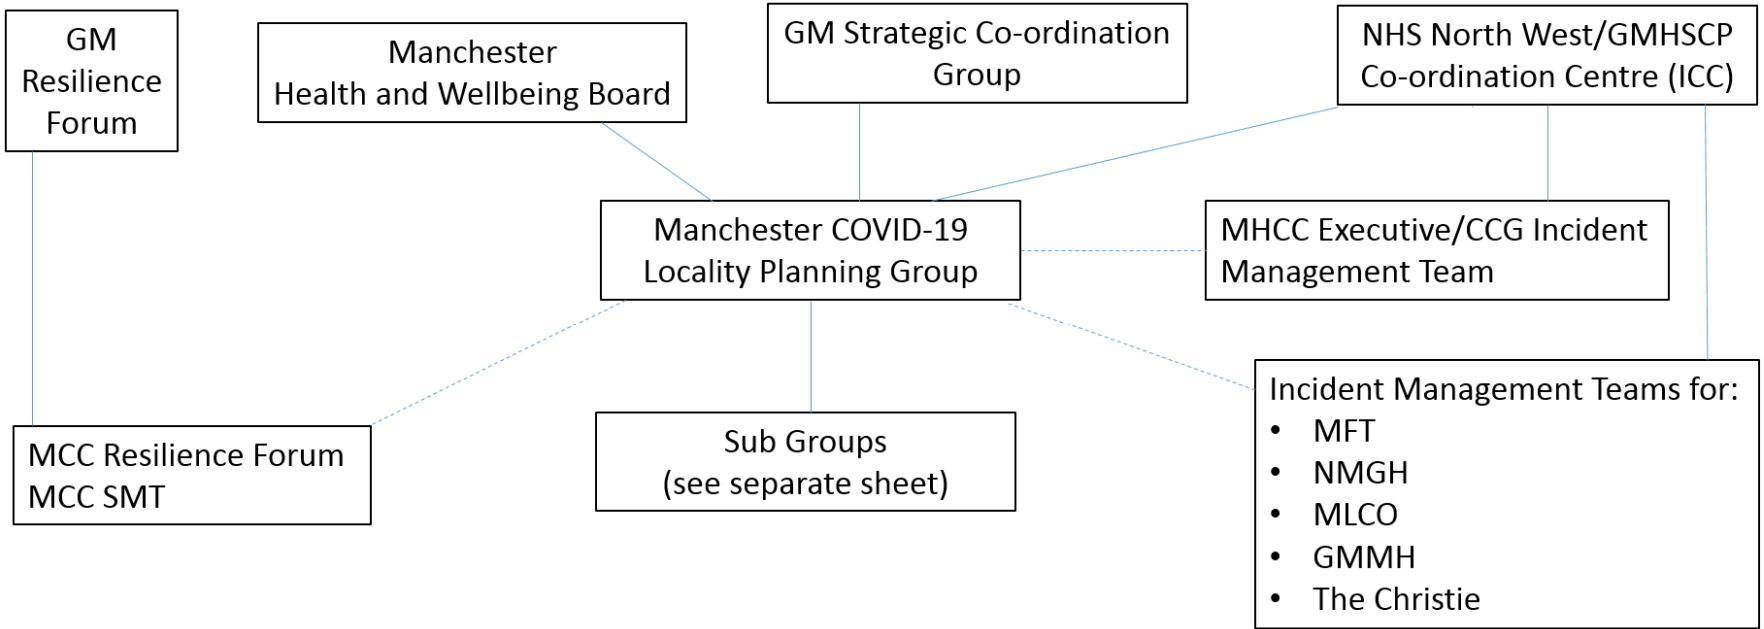 GM
Resilience
Forum
Manchester
Health and Wellbeing Board
GM Strategic Co-ordination
Group
NHS North West/GMHSCP
Co-ordination Centre (ICC)
Manchester COVID-19
Locality Planning Group
MHCC Executive/CCG Incident
Management Team
MCC Resilience Forum
MCC SMT
Sub Groups
(see separate sheet)
Incident Management Teams for:
• MFT
• NMGH
• MLCO
• GMMH
• The Christie